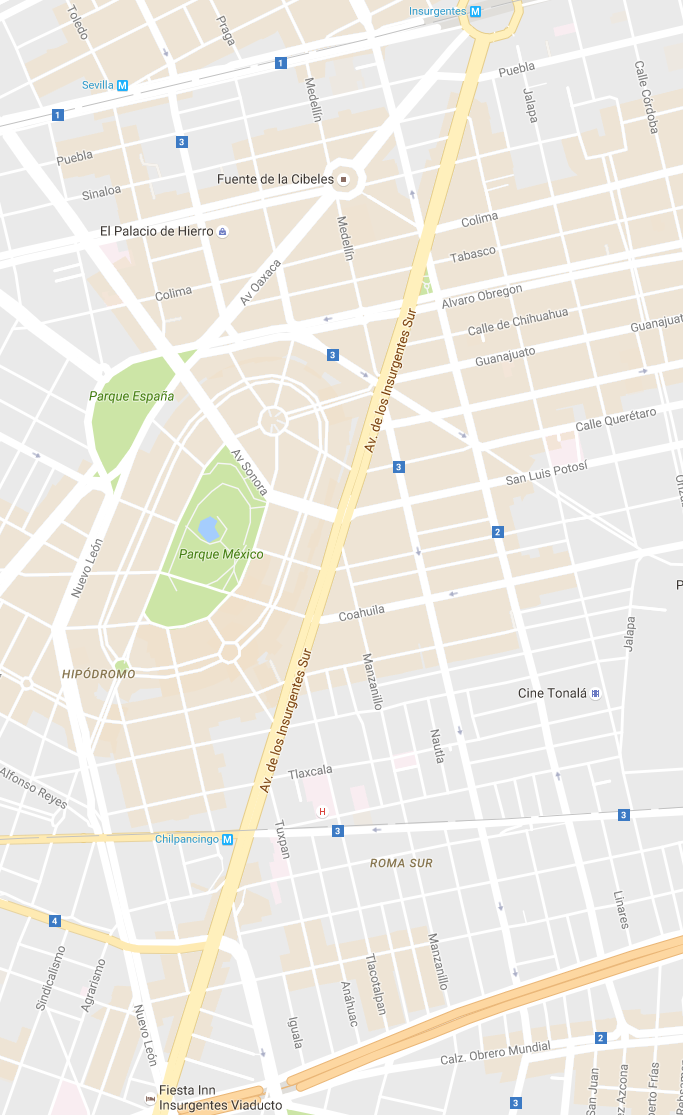 Insurgentes M
Toledo
Praga
1
Puebla
Sevilla M
Calle Córdoba
Medellín
Jalapa
1
3
Puebla
Fuente de la Cibeles
Sinaloa
Colima
El Palacio de Hierro
Medellín
Tabasco
Av Oaxaca
Colima
Alvaro Obregon
Calle de Chihuahua
Guanajuat
3
Guanajuato
Av. de los Insurgentes Sur
Parque España
Calle Querétaro
Av Sonora
3
San Luis Potosí
2
Parque México
Nuevo León
P
Coahuila
Jalapa
HIPÓDROMO
Manzanillo
Cine Tonalá
Av. de los Insurgentes Sur
Nautla
Tlaxcala
Alfonso Reyes
H
3
Chilpancingo M
3
Tuxpan
ROMA SUR
Linares
4
Sindicalismo
Agrarismo
Manzanillo
Tlacotalpan
Anáhuac
Nuevo León
Iguala
2
Calz. Obrero Mundial
Fiesta Inn
Insurgentes Viaducto
3
San Juan
z Azcona
erto Frías